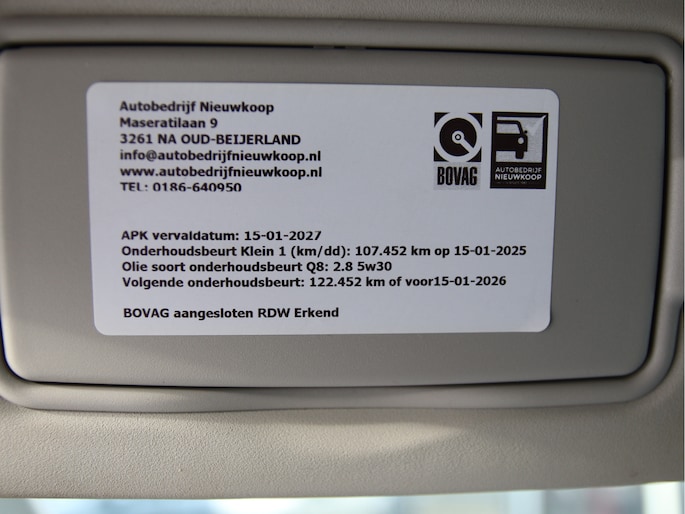 Autobedrijf Nieuwkoop
Maseratilaan 9
3261 NA OUD-BEIJERLAND
info@autobedrijfnieuwkoop.nl
www.autobedrijfnieuwkoop.nl
TEL: 0186-640950
BOVAG
AUTOBEDRIJF
NIEUWKOOP
APK vervaldatum: 15-01-2027
Onderhoudsbeurt Klein 1 (km/dd): 107.452 km op 15-01-2025
Olie soort onderhoudsbeurt Q8: 2.8 5w30
Volgende onderhoudsbeurt: 122.452 km of voor15-01-2026
BOVAG aangesloten RDW Erkend